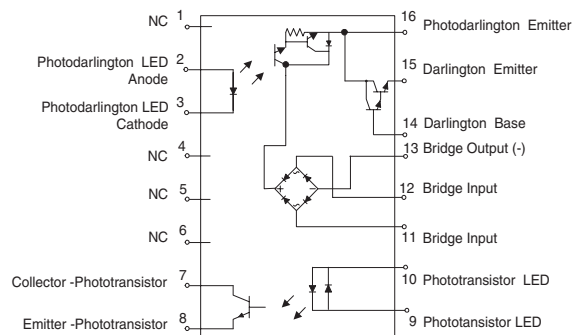 NC 1
Photodarlington LED 2
Anode
Photodarlington LED 3
Cathode
NC 4
NC 5
NC 6
Collector -Phototransistor 7
Emitter -Phototransistor 8
16 Photodarlington Emitter
15 Darlington Emitter
14 Darlington Base
13 Bridge Output (-)
12 Bridge Input
11 Bridge Input
10 Phototransistor LED
9 Phototansistor LED
+ -